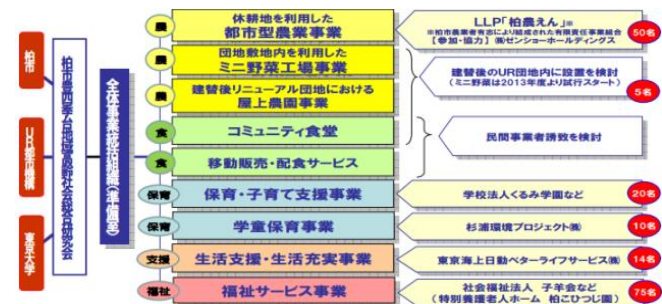 柏市
UR都市機構
東京大学
柏市豊四季台地域高齢社会総合研究会
全体事業統括組織(準備室)
農
休耕地を利用した
都市型農業事業
LLP「柏農えん」※
※柏市農業者有志により結成された有限責任事業組合
【参加・協力】㈱ゼンショーホールディングス
50名
農
団地敷地内を利用した
ミニ野菜工場事業
農
建替後リニューアル団地における
屋上農園事業
建替後のUR団地内に設置を検討
(ミニ野菜は2013年度より試行スタート)
5名
食
コミュニティ食堂
食
移動販売・配食サービス
民間事業者誘致を検討
保育
保育・子育て支援事業
学校法人くるみ学園など
20名
保育
学童保育事業
杉浦環境プロジェクト㈱
10名
支援
生活支援・生活充実事業
東京海上日動ベターライフサービス㈱
14名
福祉
福祉サービス事業
社会福祉法人 子羊会など
(特別養護老人ホーム 柏こひつじ園)
75名